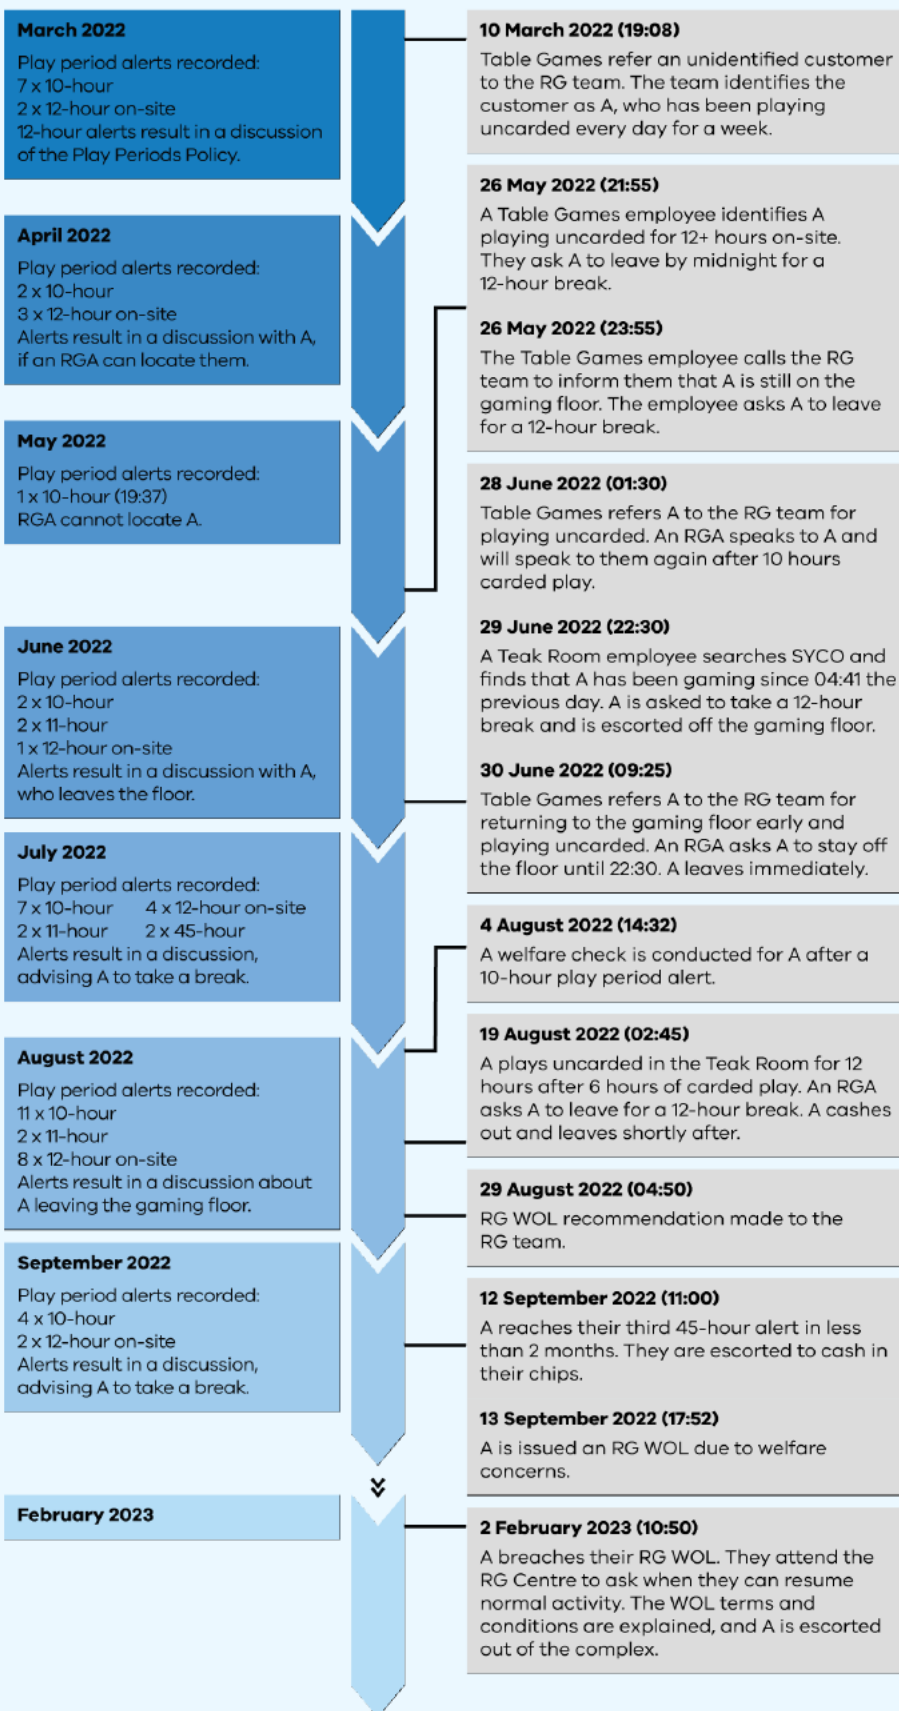 March 2022
Play period alerts recorded:
7 x 10-hour
2 x 12-hour on-site
12-hour alerts result in a discussion
of the Play Periods Policy.
10 March 2022 (19:08)
Table Games refer an unidentified customer
to the RG team. The team identifies the
customer as A, who has been playing
uncarded every day for a week.
April 2022
Play period alerts recorded:
2 x 10-hour
3 x 12-hour on-site
Alerts result in a discussion with A,
if an RGA can locate them.
May 2022
Play period alerts recorded:
1 x 10-hour (19:37)
RGA cannot locate A.
26 May 2022 (21:55)
A Table Games employee identifies A
playing uncarded for 12+ hours on-site.
They ask A to leave by midnight for a
12-hour break.
26 May 2022 (23:55)
The Table Games employee calls the RG
team to inform them that A is still on the
gaming floor. The employee asks A to leave
for a 12-hour break.
June 2022
Play period alerts recorded:
2 x 10-hour
2 x 11-hour
1 x 12-hour on-site
Alerts result in a discussion with A,
who leaves the floor.
28 June 2022 (01:30)
Table Games refers A to the RG team for
playing uncarded. An RGA speaks to A and
will speak to them again after 10 hours
carded play.
29 June 2022 (22:30)
A Teak Room employee searches SYCO and
finds that A has been gaming since 04:41 the
previous day. A is asked to take a 12-hour
break and is escorted off the gaming floor.
30 June 2022 (09:25)
Table Games refers A to the RG team for
returning to the gaming floor early and
playing uncarded. An RGA asks A to stay off
the floor until 22:30. A leaves immediately.
July 2022
Play period alerts recorded:
7 x 10-hour 4 x 12-hour on-site
2 x 11-hour 2 x 45-hour
Alerts result in a discussion,
advising A to take a break.
August 2022
Play period alerts recorded:
11 x 10-hour
2 x 11-hour
8 x 12-hour on-site
Alerts result in a discussion about
A leaving the gaming floor.
4 August 2022 (14:32)
A welfare check is conducted for A after a
10-hour play period alert.
19 August 2022 (02:45)
A plays uncarded in the Teak Room for 12
hours after 6 hours of carded play. An RGA
asks A to leave for a 12-hour break. A cashes
out and leaves shortly after.
29 August 2022 (04:50)
RG WOL recommendation made to the
RG team.
September 2022
Play period alerts recorded:
4 x 10-hour
2 x 12-hour on-site
Alerts result in a discussion,
advising A to take a break.
12 September 2022 (11:00)
A reaches their third 45-hour alert in less
than 2 months. They are escorted to cash in
their chips.
13 September 2022 (17:52)
A is issued an RG WOL due to welfare
concerns.
February 2023
2 February 2023 (10:50)
A breaches their RG WOL. They attend the
RG Centre to ask when they can resume
normal activity. The WOL terms and
conditions are explained, and A is escorted
out of the complex.